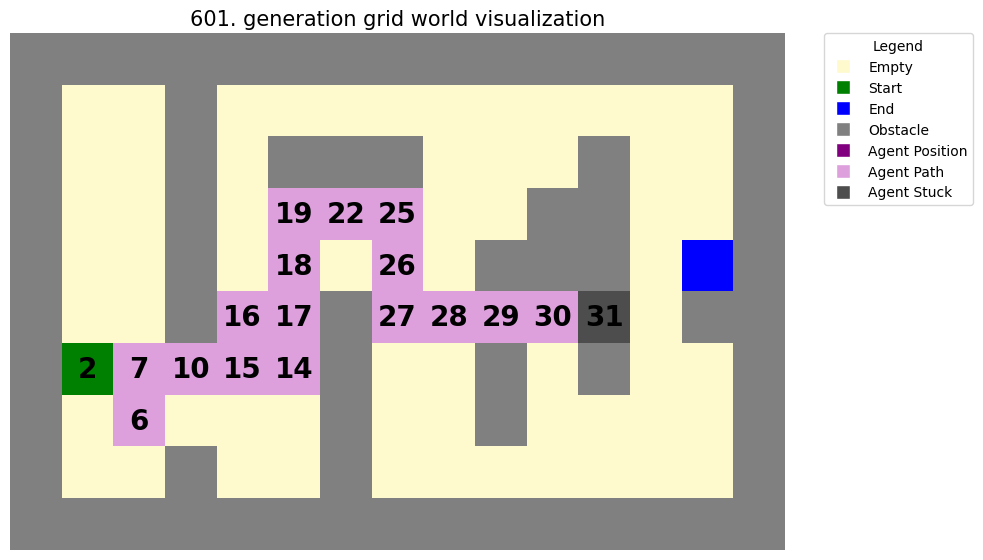 601. generation grid world visualization
Legend
Empty
Start
End
Obstacle
Agent Position
Agent Path
Agent Stuck
19 22 25
18 26
16 17 27 28 29 30 31
2 7 10 15 14
6